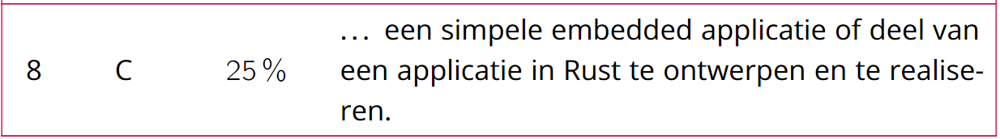 … een simpele embedded applicatie of deel van
8 C 25 % een applicatie in Rust te ontwerpen en te realise-
ren.